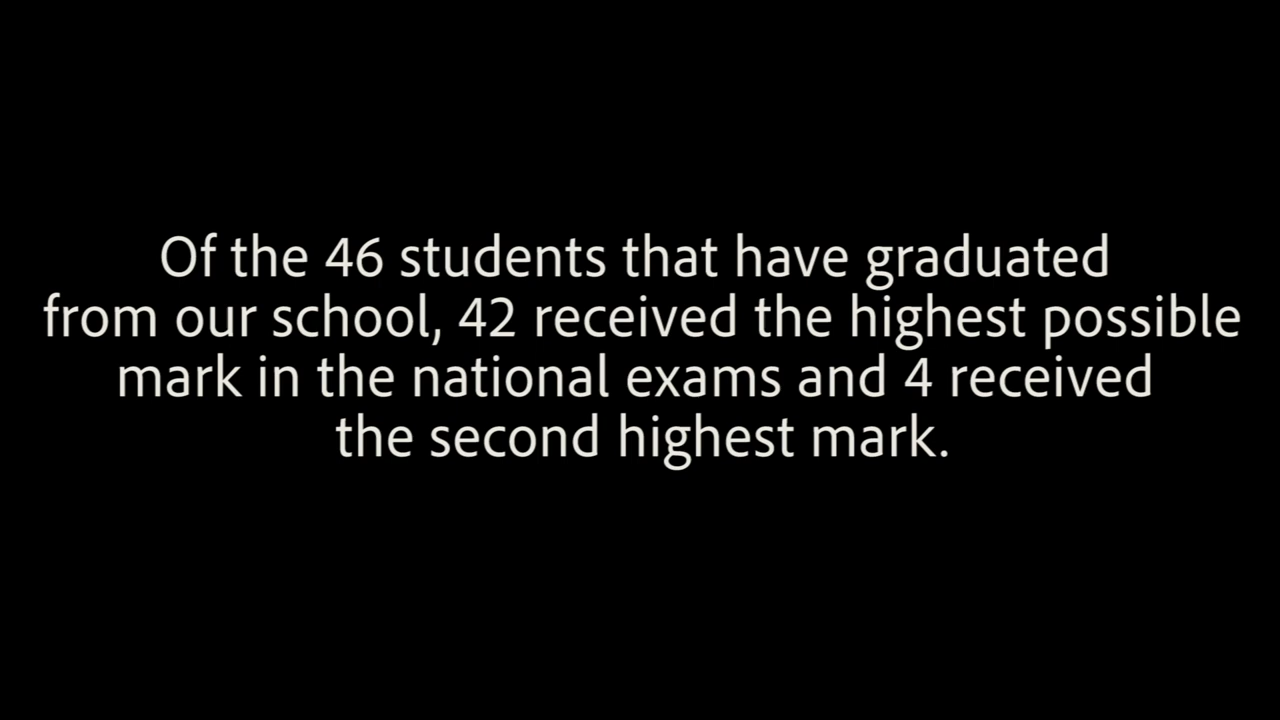 Of the 46 students that have graduated
from our school, 42 received the highest possible
mark in the national exams and 4 received
the second highest mark.